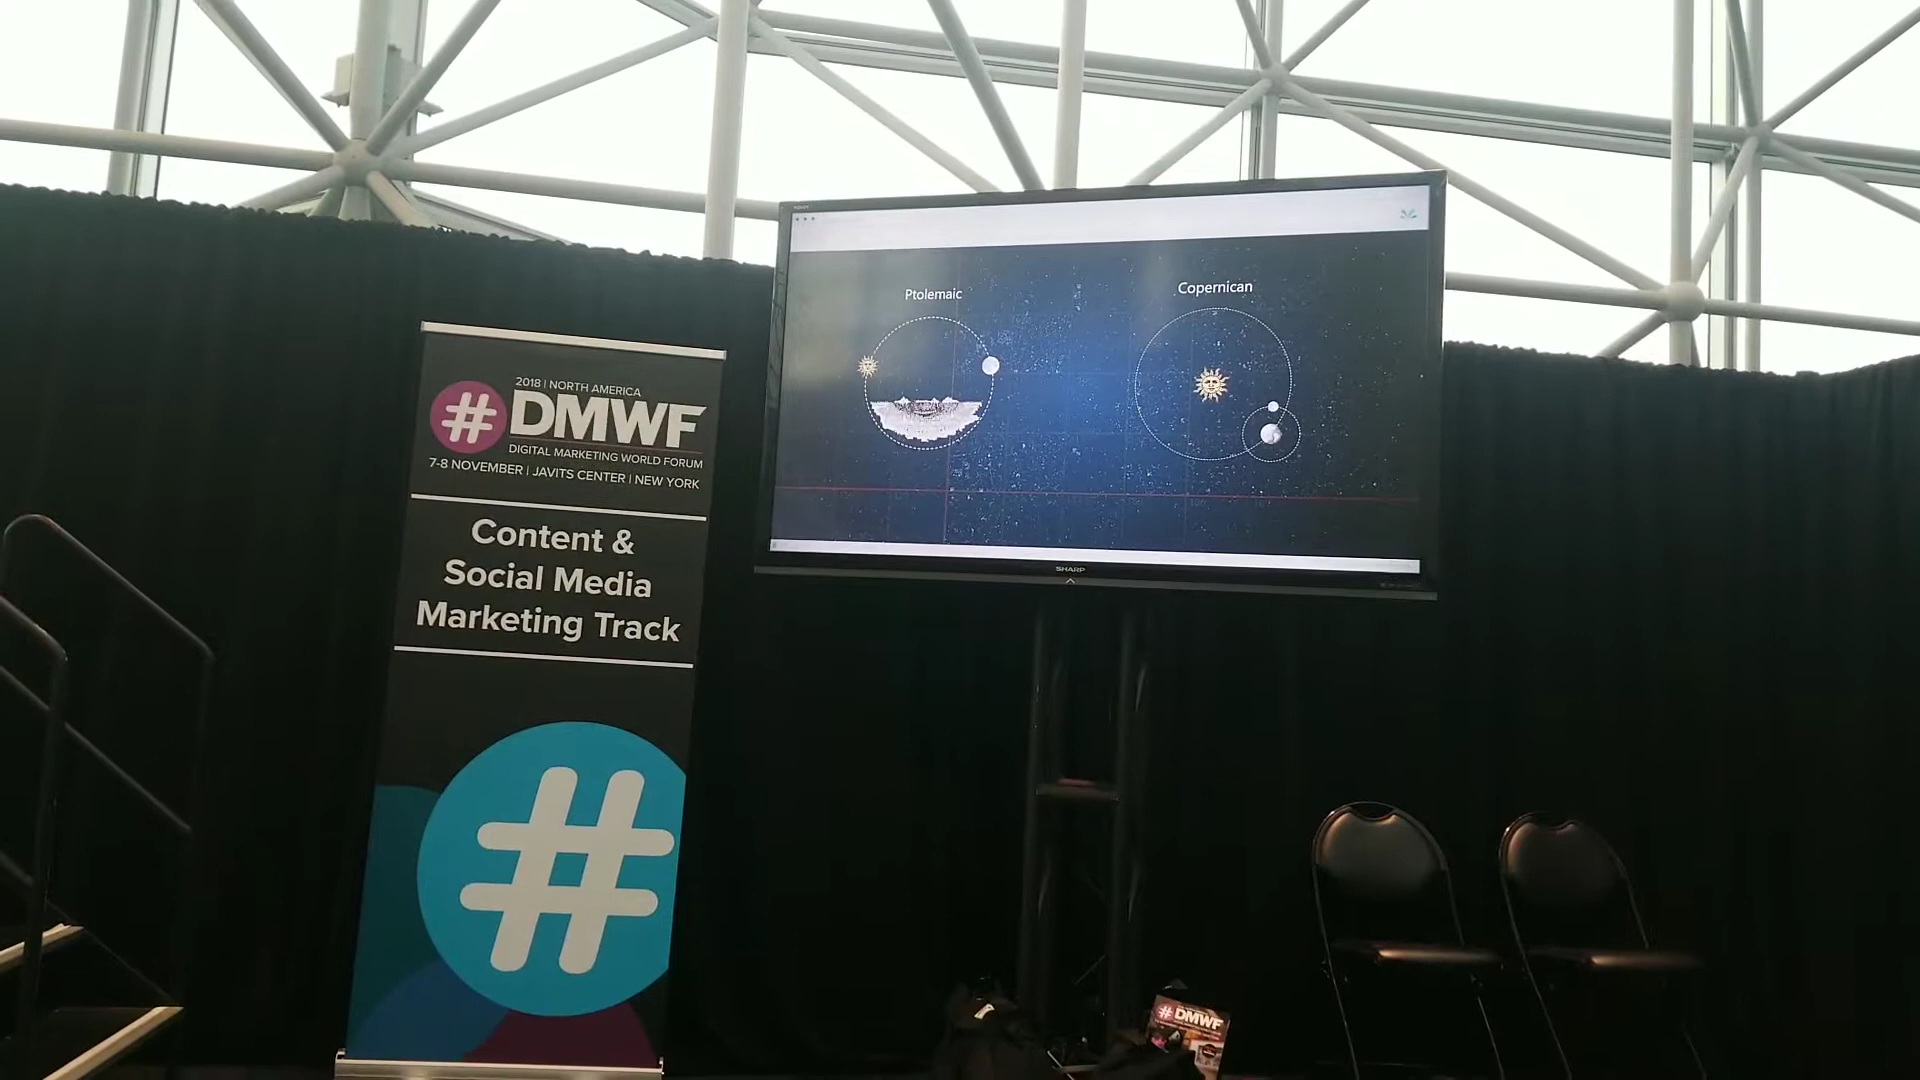 2018 | NORTH AMERICA
# DMWF
DIGITAL MARKETING WORLD FORUM
7-8 NOVEMBER | JAVITS CENTER | NEW YORK
Content &
Social Media
Marketing Track
#
Ptolemaic
Copernican
SHARP
# DMWF